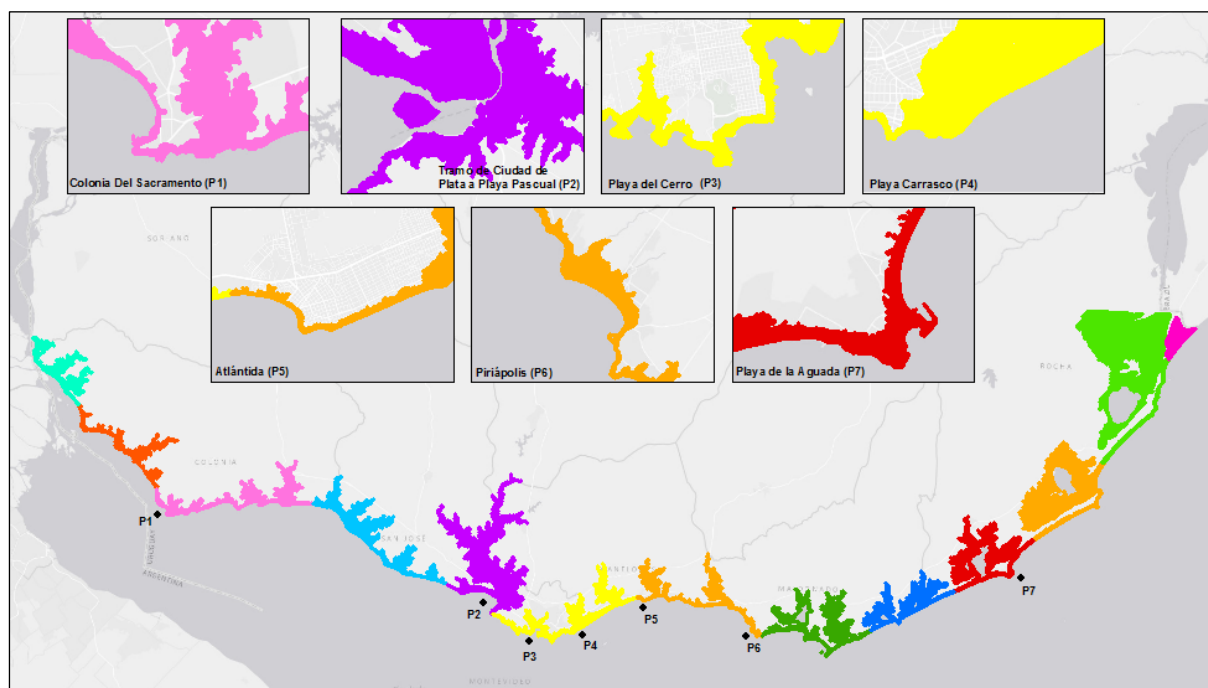 Colonia Del Sacramento (P1)
Tramo de Ciudad de
Plata a Playa Pascual (P2)
Playa del Cerro (P3)
Playa Carrasco (P4)
Atlántida (P5)
Piriápolis (P6)
Playa de la Aguada (P7)
SORIANO
ROCHA
COLONIA
SAN JOSÉ
MALDONADO
URUGUAY
ARGENTINA
MONTEVIDEO
P1
P2
P3
P4
P5
P6
P7